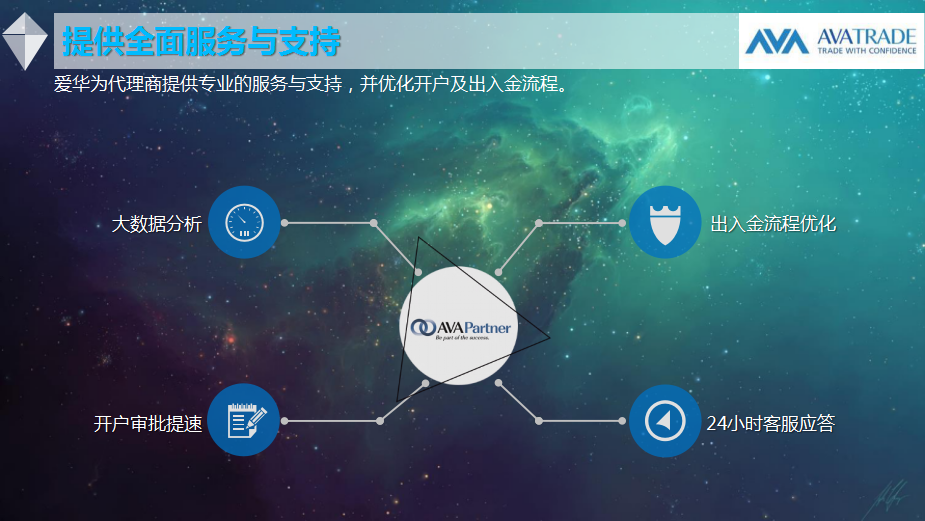 提供全面服务与支持
AVATRADE
TRADE WITH CONFIDENCE
爱华为代理商提供专业的服务与支持，并优化开户及出入金流程。
大数据分析
出入金流程优化
AVAPartner
Be part of the success.
开户审批提速
24小时客服应答